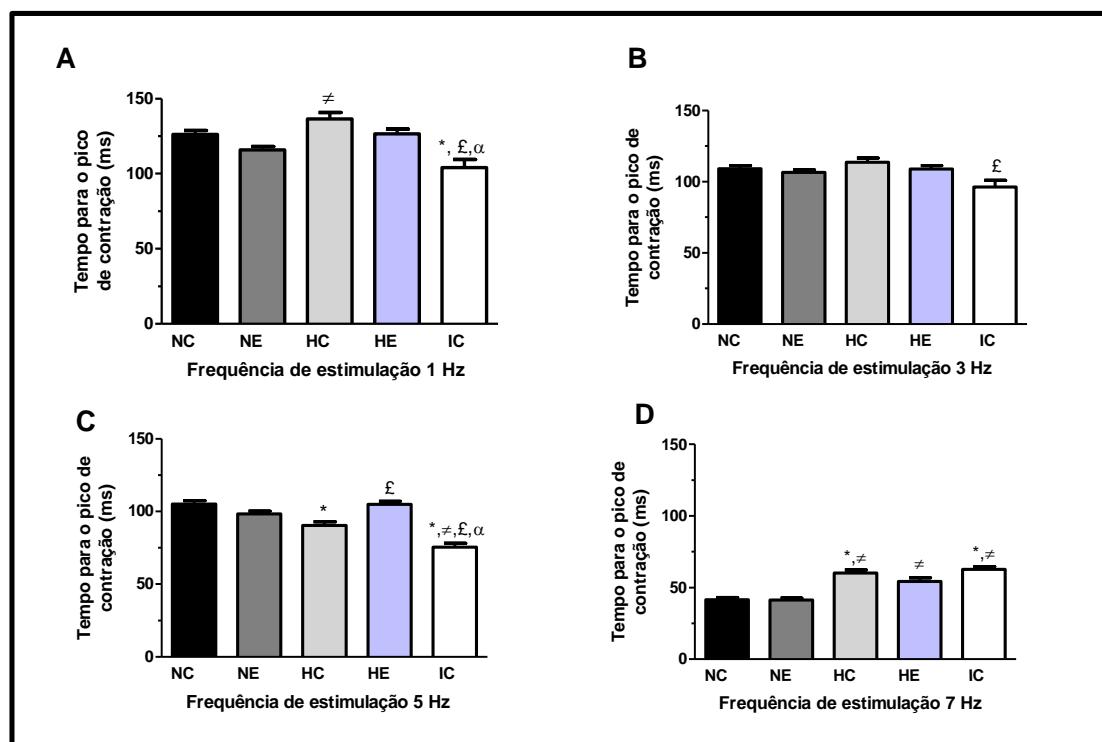 A
Tempo para o pico
de contração (ms)
150
100
50
0
≠
*, £,α
NC NE HC HE IC
Frequência de estimulação 1 Hz
B
Tempo para o pico de
contração (ms)
150
100
50
0
£
NC NE HC HE IC
Frequência de estimulação 3 Hz
C
Tempo para o pico de
contração (ms)
150
100
50
0
*
£
*,≠,£,α
NC NE HC HE IC
Frequência de estimulação 5 Hz
D
Tempo para o pico de
contração (ms)
150
100
50
0
*,≠
≠
*,≠
NC NE HC HE IC
Frequência de estimulação 7 Hz